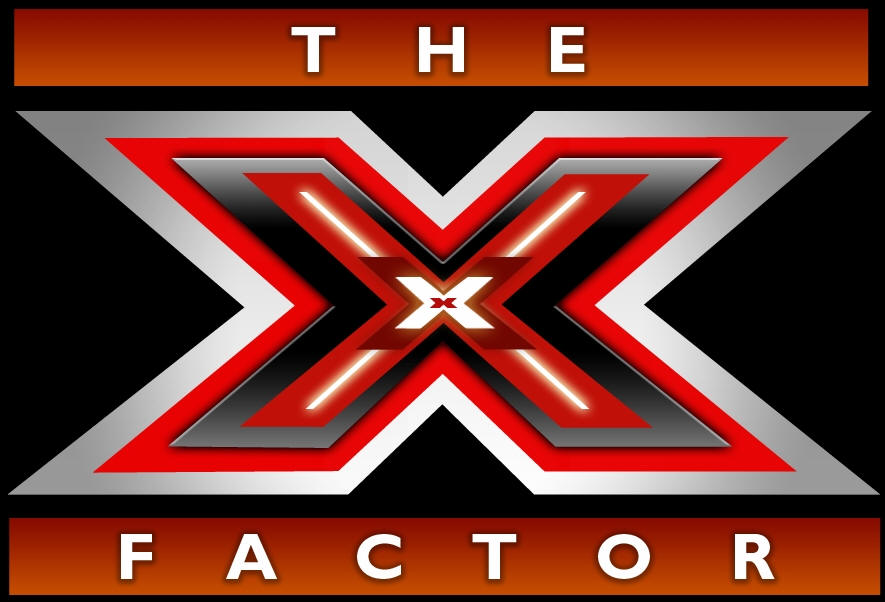 THE
X
FACTOR